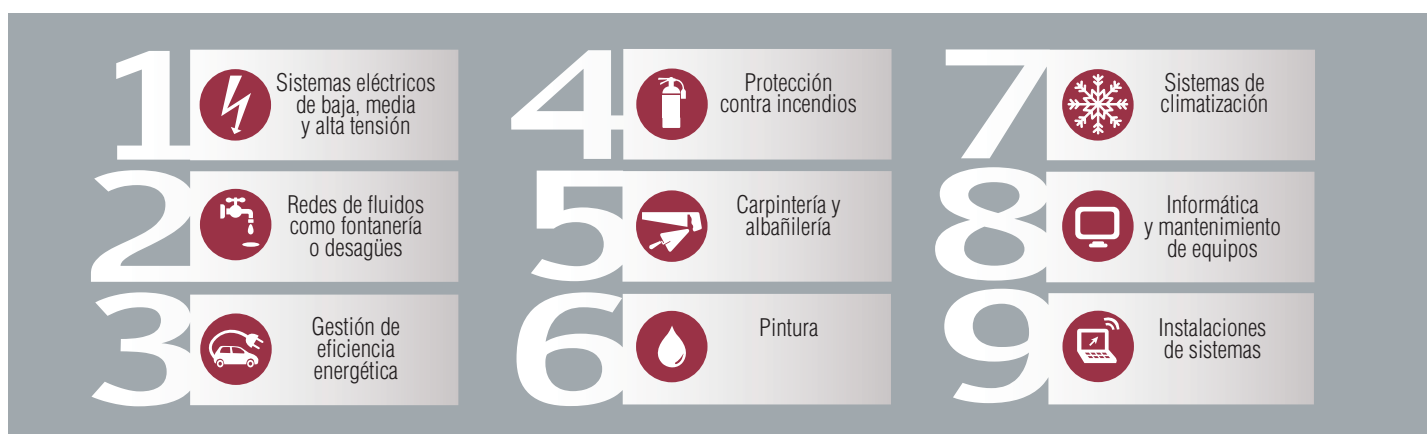 1
Sistemas eléctricos
de baja, media
y alta tensión
2
Redes de fluidos
como fontanería
o desagües
3
Gestión de
eficiencia
energética
4
Protección
contra incendios
5
Carpintería y
albañilería
6
Pintura
7
Sistemas de
climatización
8
Informática
y mantenimiento
de equipos
9
Instalaciones
de sistemas